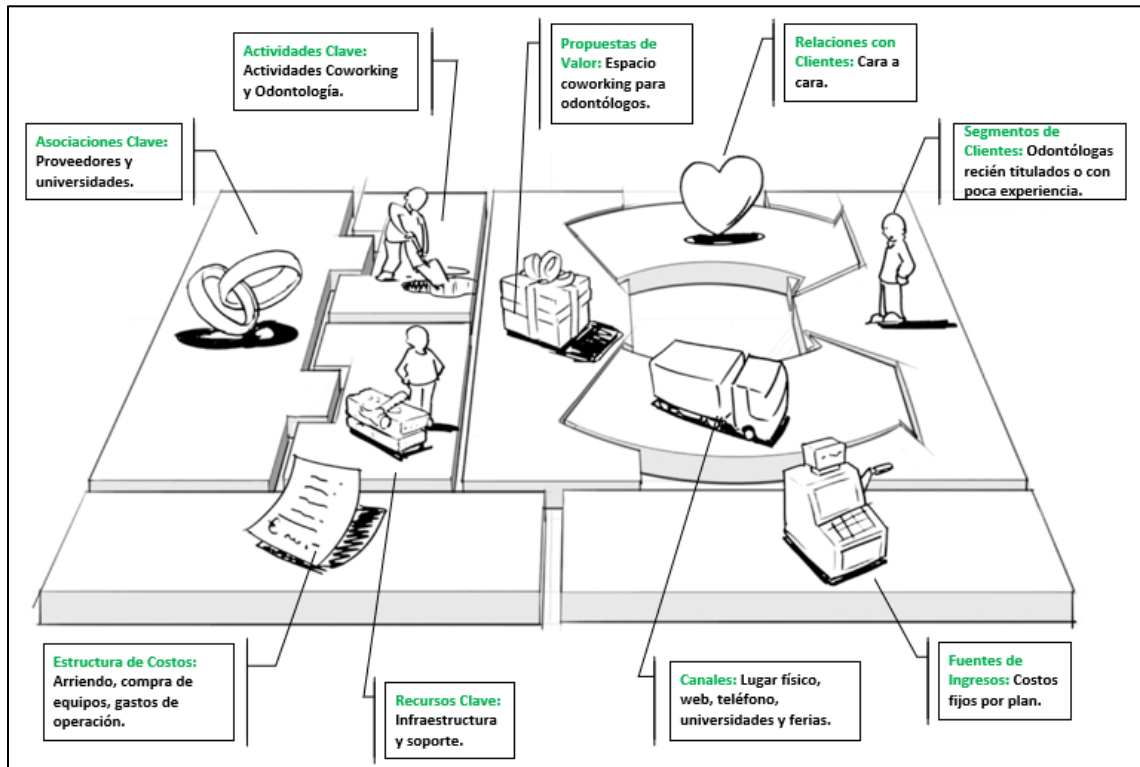 Actividades Clave:
Actividades Coworking
y Odontología.
Propuestas de
Valor: Espacio
coworking para
odontólogos.
Relaciones con
Clientes: Cara a
cara.
Asociaciones Clave:
Proveedores y
universidades.
Segmentos de
Clientes: Odontólogas
recién titulados o con
poca experiencia.
Estructura de Costos:
Arriendo, compra de
equipos, gastos de
operación.
Recursos Clave:
Infraestructura
y soporte.
Canales: Lugar físico,
web, teléfono,
universidades y ferias.
Fuentes de
Ingresos: Costos
fijos por plan.